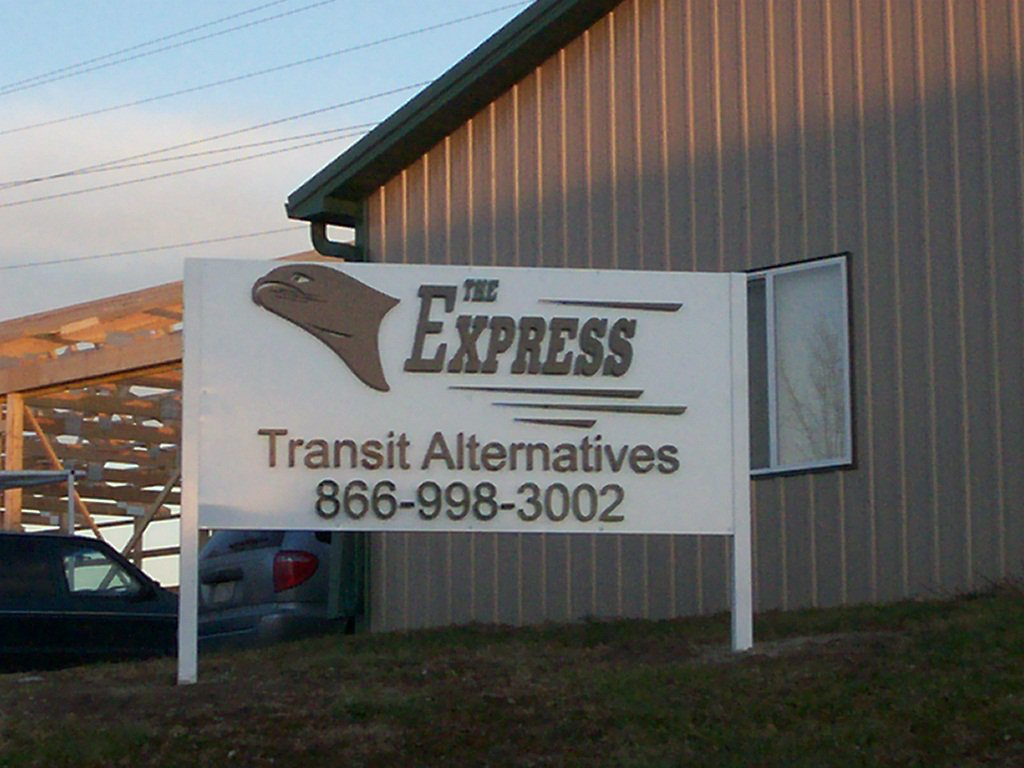 THE
EXPRESS
Transit Alternatives
866-998-3002